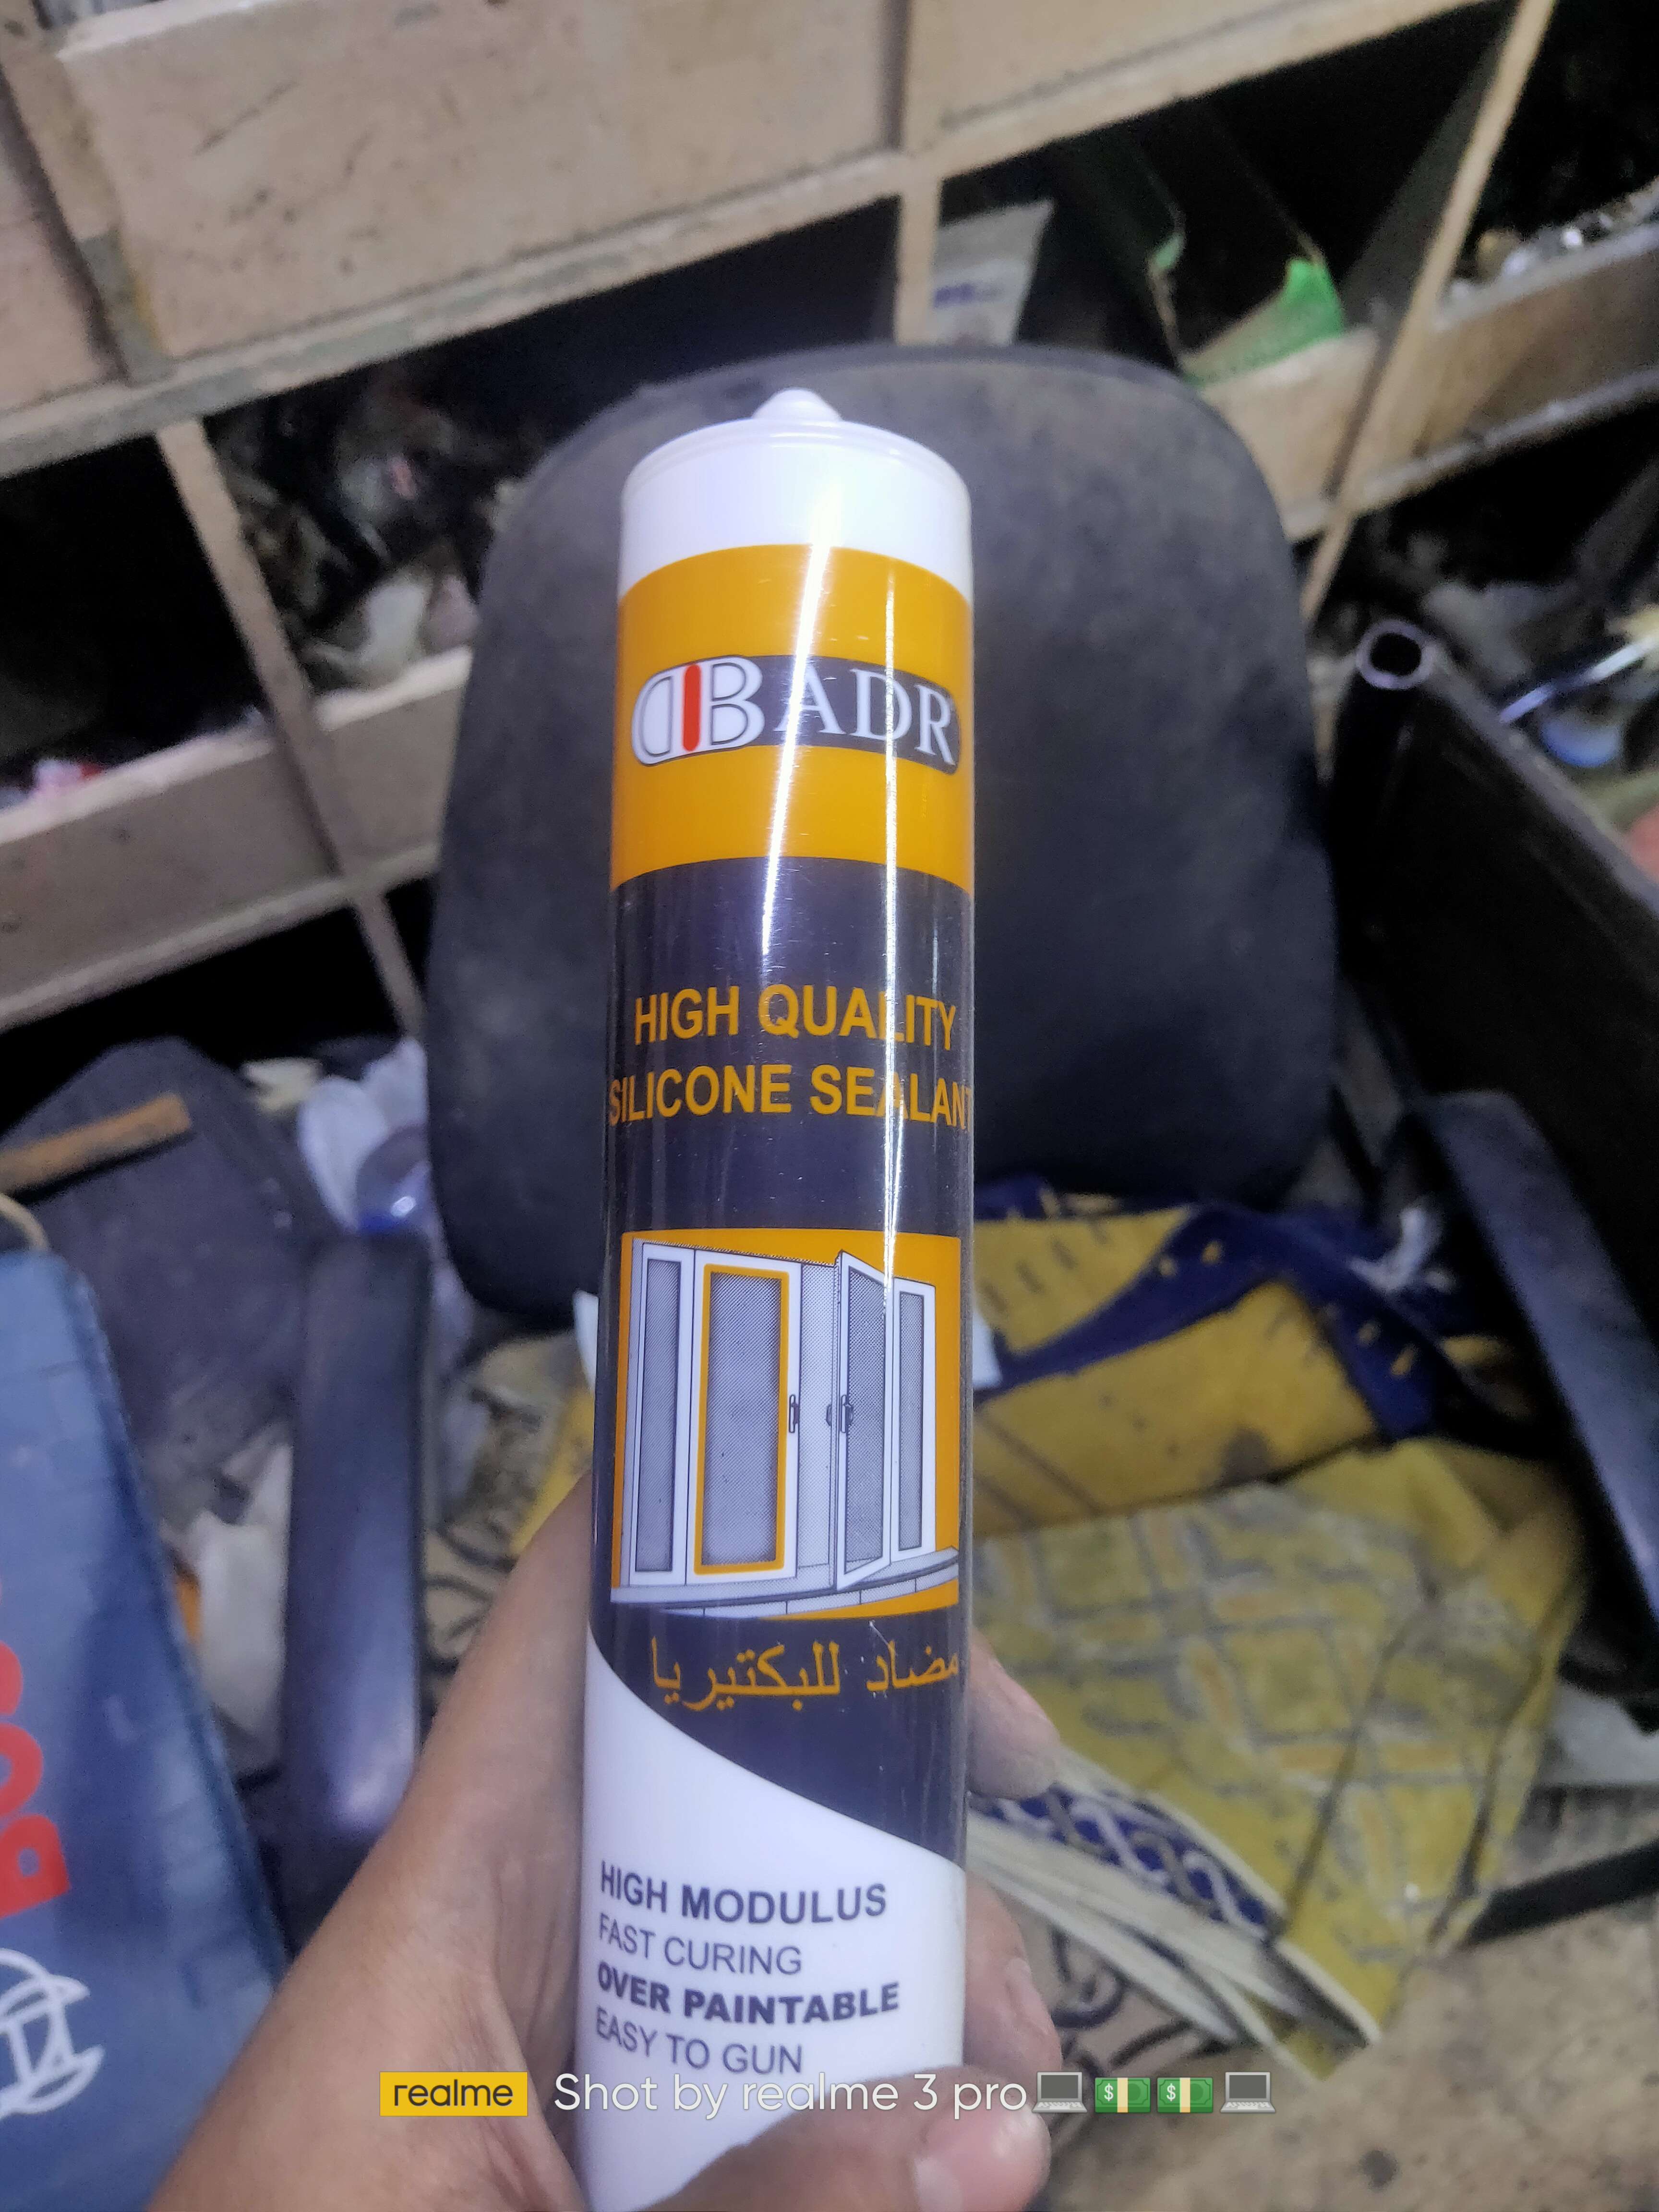 BADR
HIGH QUALITY
SILICONE SEALANT
مضاد للبكتيريا
HIGH MODULUS
FAST CURING
OVER PAINTABLE
EASY TO GUN
realme Shot by realme 3 pro💻💵💵💻